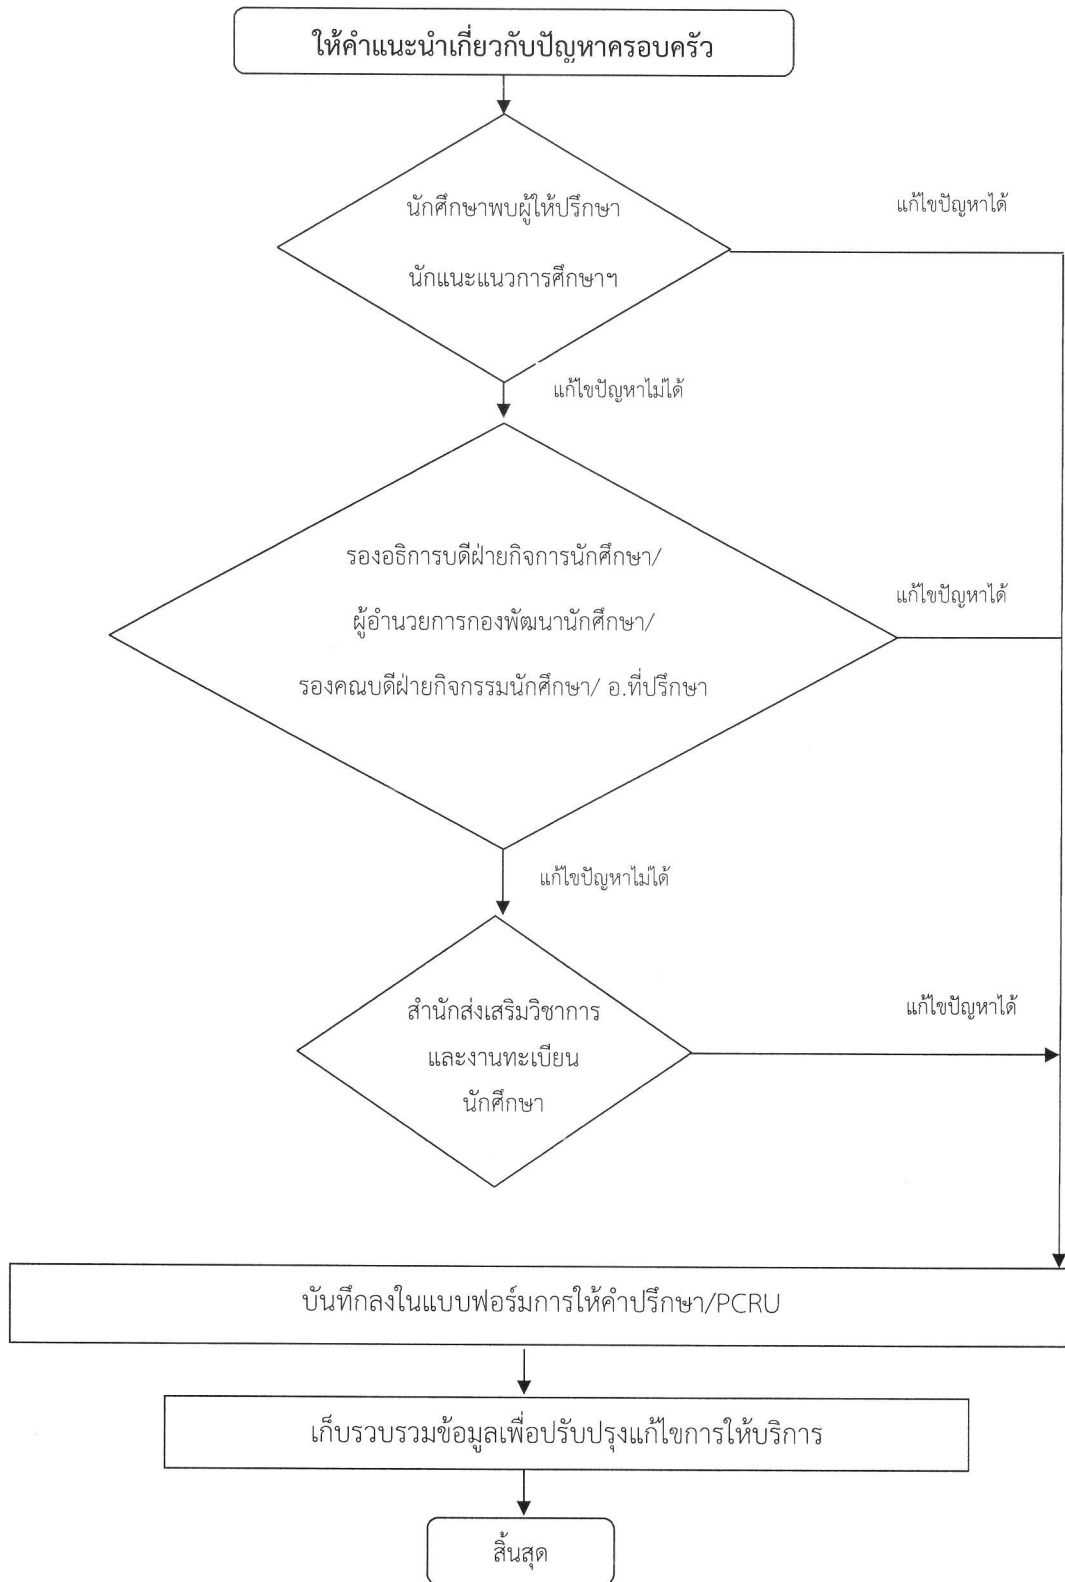 ให้คำแนะนำเกี่ยวกับปัญหาครอบครัว
นักศึกษาพบผู้ให้ปรึกษา
นักแนะแนวการศึกษาฯ
แก้ไขปัญหาได้
แก้ไขปัญหาไม่ได้
รองอธิการบดีฝ่ายกิจการนักศึกษา/
ผู้อำนวยการกองพัฒนานักศึกษา/
รองคณบดีฝ่ายกิจกรรมนักศึกษา/ อ.ที่ปรึกษา
แก้ไขปัญหาได้
แก้ไขปัญหาไม่ได้
สำนักส่งเสริมวิชาการ
และงานทะเบียน
นักศึกษา
แก้ไขปัญหาได้
บันทึกลงในแบบฟอร์มการให้คำปรึกษา/PCRU
เก็บรวบรวมข้อมูลเพื่อปรับปรุงแก้ไขการให้บริการ
สิ้นสุด